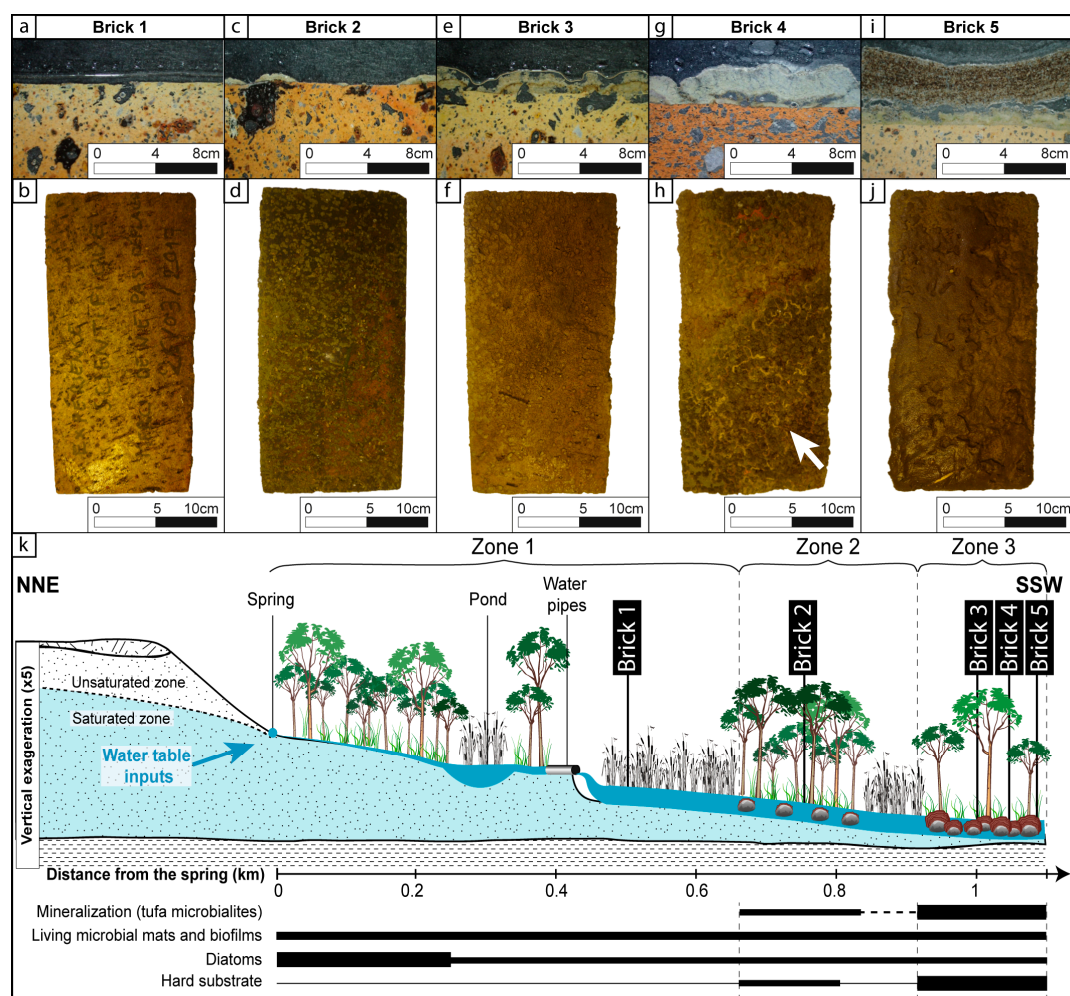 a Brick 1 c Brick 2 e Brick 3 g Brick 4 i Brick 5
0 4 8cm 0 4 8cm 0 4 8cm 0 4 8cm 0 4 8cm
b d f h j
0 5 10cm 0 5 10cm 0 5 10cm 0 5 10cm 0 5 10cm
k Zone 1 Zone 2 Zone 3
NNE SSW
Spring Pond Water pipes
Brick 1 Brick 2 Brick 3 Brick 4 Brick 5
Vertical exageration (x5)
Unsaturated zone
Saturated zone
Water table
inputs
Distance from the spring (km) 0 0.2 0.4 0.6 0.8 1
Mineralization (tufa microbialites)
Living microbial mats and biofilms
Diatoms
Hard substrate